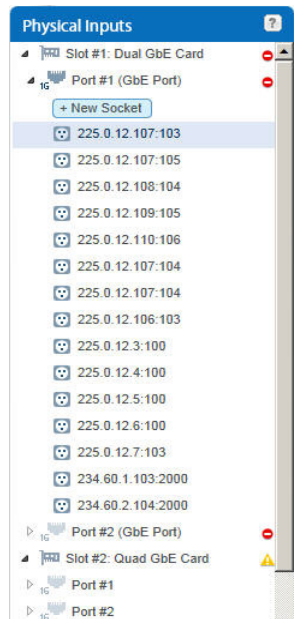 Physical Inputs ?
Slot #1: Dual GbE Card
1G Port #1 (GbE Port)
+ New Socket
225.0.12.107:103
225.0.12.107:105
225.0.12.108:104
225.0.12.109:105
225.0.12.110:106
225.0.12.107:104
225.0.12.107:104
225.0.12.106:103
225.0.12.3:100
225.0.12.4:100
225.0.12.5:100
225.0.12.6:100
225.0.12.7:103
234.60.1.103:2000
234.60.2.104:2000
1G Port #2 (GbE Port)
Slot #2: Quad GbE Card
1G Port #1
1G Port #2